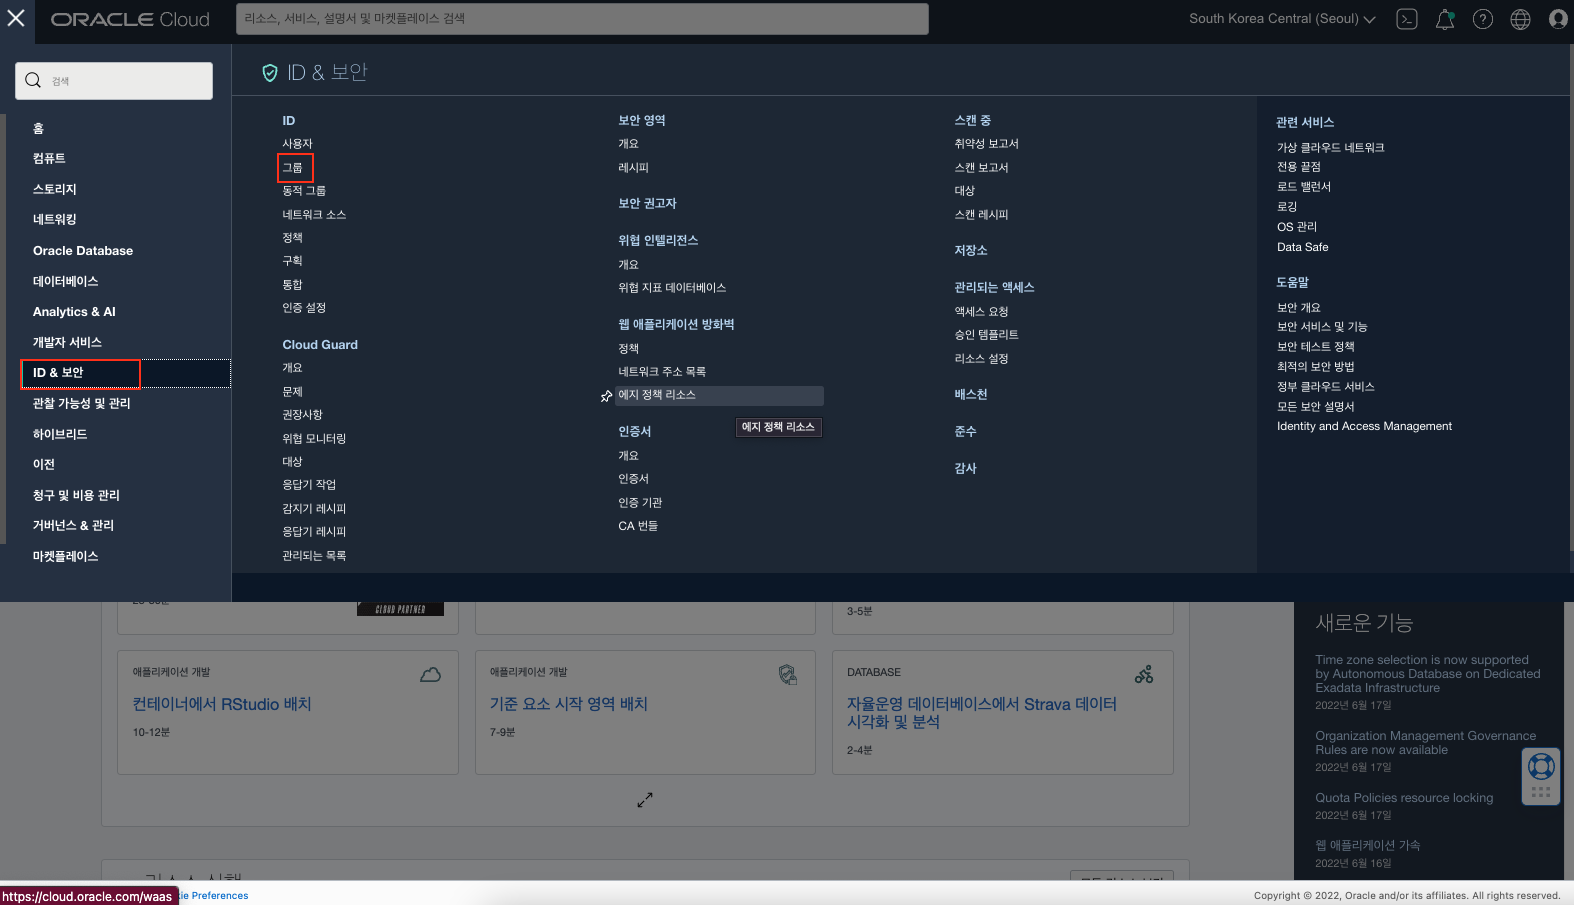 ORACLE Cloud
리소스, 서비스, 설명서 및 마켓플레이스 검색
South Korea Central (Seoul)
검색
홈
컴퓨트
스토리지
네트워킹
Oracle Database
데이터베이스
Analytics & AI
개발자 서비스
ID & 보안
관찰 가능성 및 관리
하이브리드
이전
청구 및 비용 관리
거버넌스 & 관리
마켓플레이스
ID & 보안
ID
사용자
그룹
동적 그룹
네트워크 소스
정책
구획
통합
인증 설정
Cloud Guard
개요
문제
권장사항
위협 모니터링
대상
응답기 작업
감지기 레시피
응답기 레시피
관리되는 목록
보안 영역
개요
레시피
보안 권고자
위협 인텔리전스
개요
위협 지표 데이터베이스
웹 애플리케이션 방화벽
정책
네트워크 주소 목록
에지 정책 리소스
에지 정책 리소스
인증서
개요
인증서
인증 기관
CA 번들
스캔 중
취약성 보고서
스캔 보고서
대상
스캔 레시피
저장소
관리되는 액세스
액세스 요청
승인 템플리트
리소스 설정
배스천
준수
감사
관련 서비스
가상 클라우드 네트워크
전용 끝점
로드 밸런서
로깅
OS 관리
Data Safe
도움말
보안 개요
보안 서비스 및 기능
보안 테스트 정책
최적의 보안 방법
정부 클라우드 서비스
모든 보안 설명서
Identity and Access Management
CLOUD PARTNER
3-5분
애플리케이션 개발
컨테이너에서 RStudio 배치
10-12분
애플리케이션 개발
기준 요소 시작 영역 배치
7-9분
DATABASE
자율운영 데이터베이스에서 Strava 데이터
시각화 및 분석
2-4분
새로운 기능
Time zone selection is now supported
by Autonomous Database on Dedicated
Exadata Infrastructure
2022년 6월 17일
Organization Management Governance
Rules are now available
2022년 6월 17일
Quota Policies resource locking
2022년 6월 17일
웹 애플리케이션 가속
2022년 6월 16일
https://cloud.oracle.com/waas
kie Preferences
Copyright © 2022, Oracle and/or its affiliates. All rights reserved.